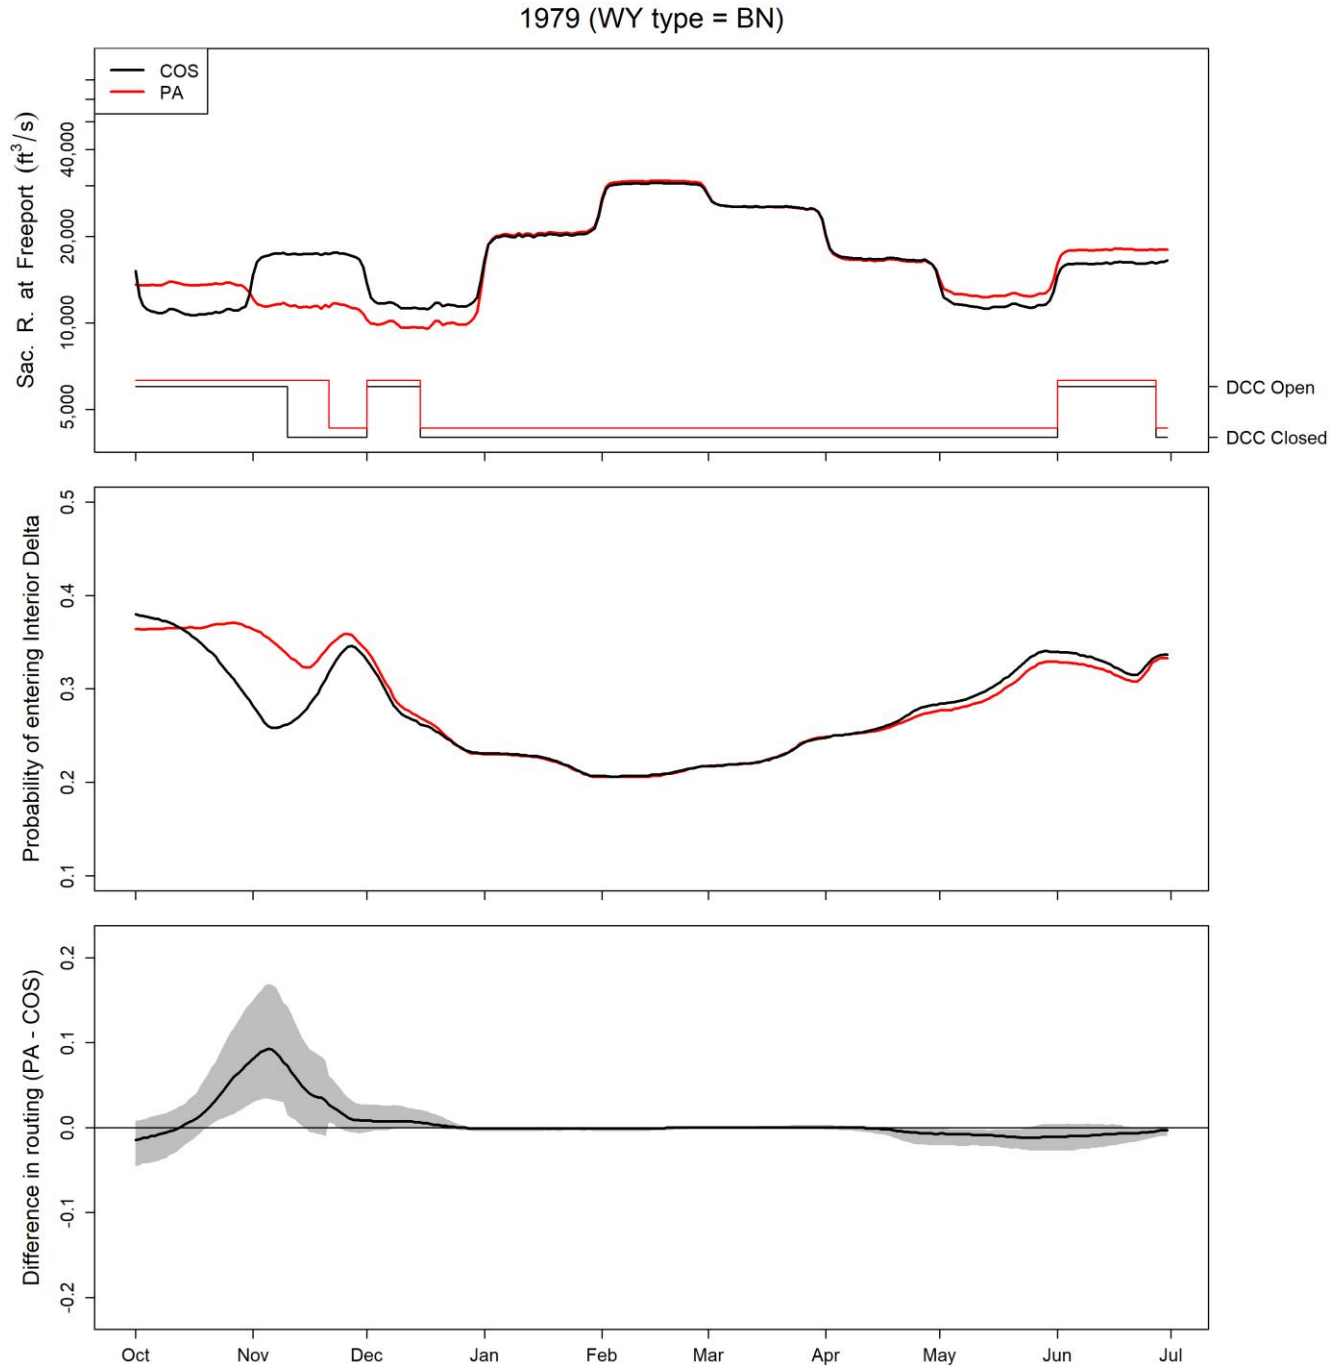 1979 (WY type = BN)
COS
PA
Sac. R. at Freeport (ft³/s)
40,000
20,000
10,000
5,000
DCC Open
DCC Closed
Probability of entering Interior Delta
0.5
0.4
0.3
0.2
0.1
Difference in routing (PA - COS)
0.2
0.1
0.0
-0.1
-0.2
Oct Nov Dec Jan Feb Mar Apr May Jun Jul